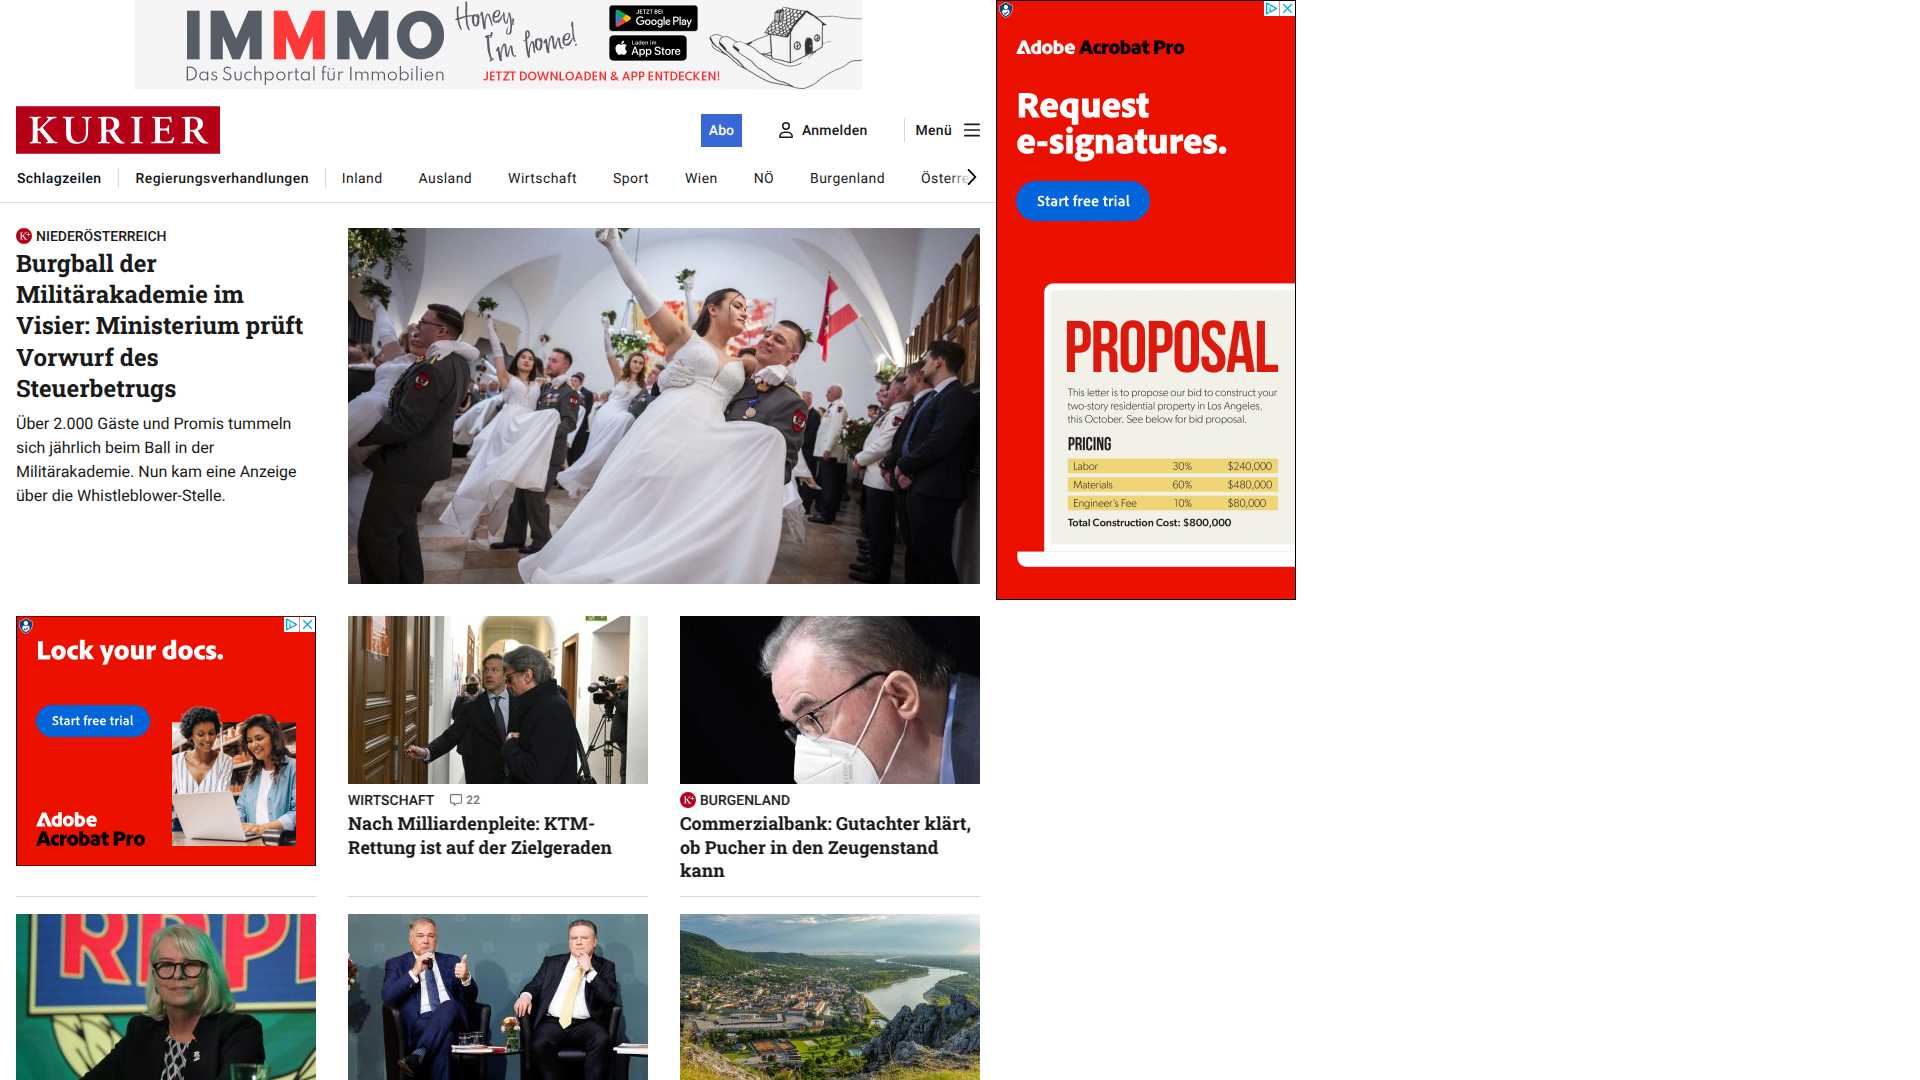 IMMMO
Das Suchportal für Immobilien
Honey,
I'm home!
JETZT BEI
Google Play
Laden im
App Store
JETZT DOWNLOADEN & APP ENTDECKEN!
KURIER
Abo
Anmelden
Menü
Schlagzeilen
Regierungsverhandlungen
Inland
Ausland
Wirtschaft
Sport
Wien
NÖ
Burgenland
Österre
K+ NIEDERÖSTERREICH
Burgball der
Militärakademie im
Visier: Ministerium prüft
Vorwurf des
Steuerbetrugs
Über 2.000 Gäste und Promis tummeln
sich jährlich beim Ball in der
Militärakademie. Nun kam eine Anzeige
über die Whistleblower-Stelle.
Adobe Acrobat Pro
Request
e-signatures.
Start free trial
PROPOSAL
This letter is to propose our bid to construct your
two-story residential property in Los Angeles,
this October. See below for bid proposal.
PRICING
Labor 30% $240,000
Materials 60% $480,000
Engineer's Fee 10% $80,000
Total Construction Cost: $800,000
Lock your docs.
Start free trial
Adobe
Acrobat Pro
WIRTSCHAFT 22
Nach Milliardenpleite: KTM-
Rettung ist auf der Zielgeraden
K+ BURGENLAND
Commerzialbank: Gutachter klärt,
ob Pucher in den Zeugenstand
kann